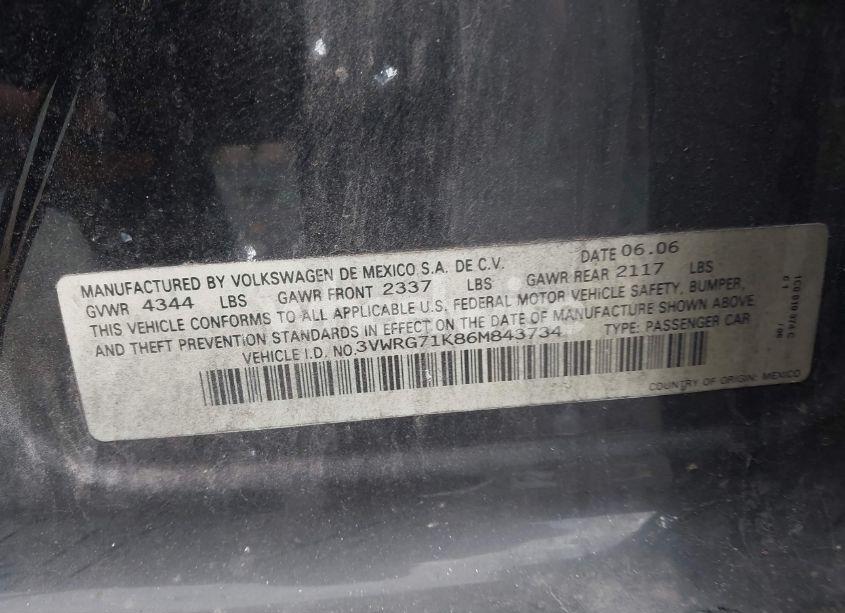 MANUFACTURED BY VOLKSWAGEN DE MEXICO S.A. DE C.V. DATE 06.06
GVWR 4344 LBS GAWR FRONT 2337 LBS GAWR REAR 2117 LBS
THIS VEHICLE CONFORMS TO ALL APPLICABLE U.S. FEDERAL MOTOR VEHICLE SAFETY, BUMPER,
AND THEFT PREVENTION STANDARDS IN EFFECT ON THE DATE OF MANUFACTURE SHOWN ABOVE.
VEHICLE I.D. NO. 3VWRG71K86M843734 TYPE: PASSENGER CAR
COUNTRY OF ORIGIN: MEXICO